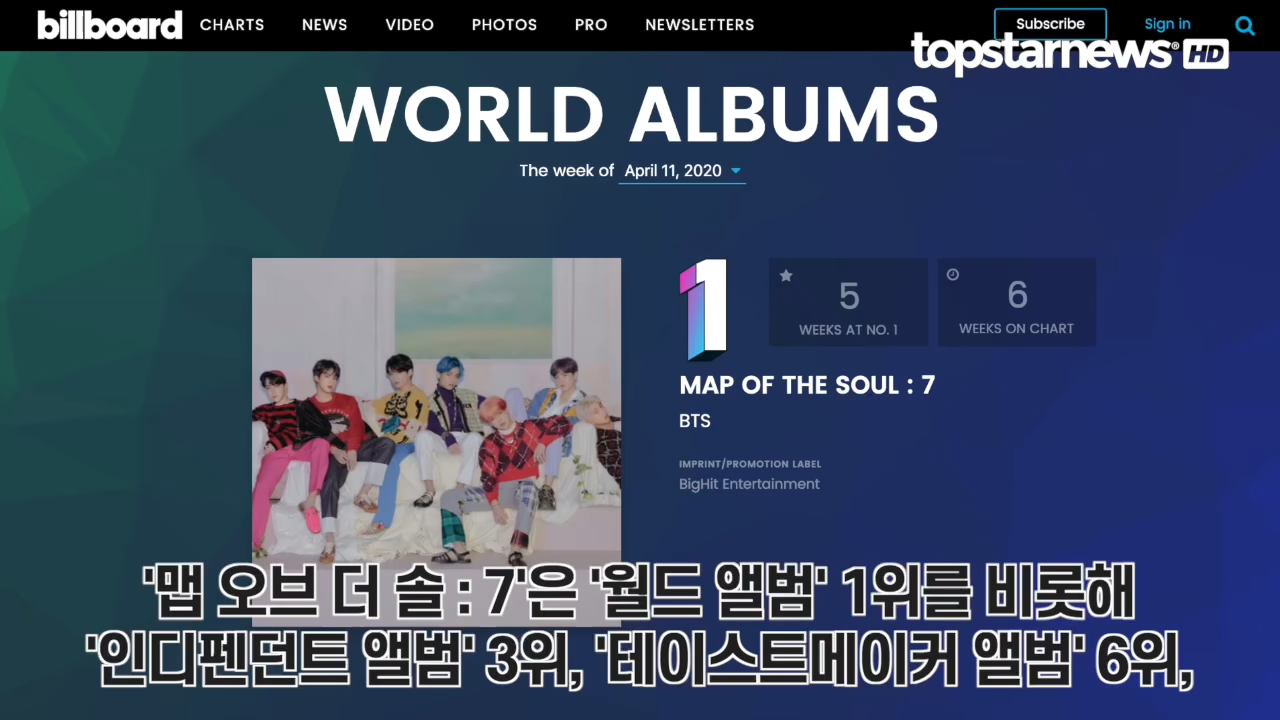 billboard CHARTS NEWS VIDEO PHOTOS PRO NEWSLETTERS Subscribe Sign in
topstarnews® HD
WORLD ALBUMS
The week of April 11, 2020
1
5
WEEKS AT NO. 1
6
WEEKS ON CHART
MAP OF THE SOUL : 7
BTS
IMPRINT/PROMOTION LABEL
BigHit Entertainment
'맵 오브 더 솔 : 7'은 '월드 앨범' 1위를 비롯해
'인디펜던트 앨범' 3위, '테이스트메이커 앨범' 6위,